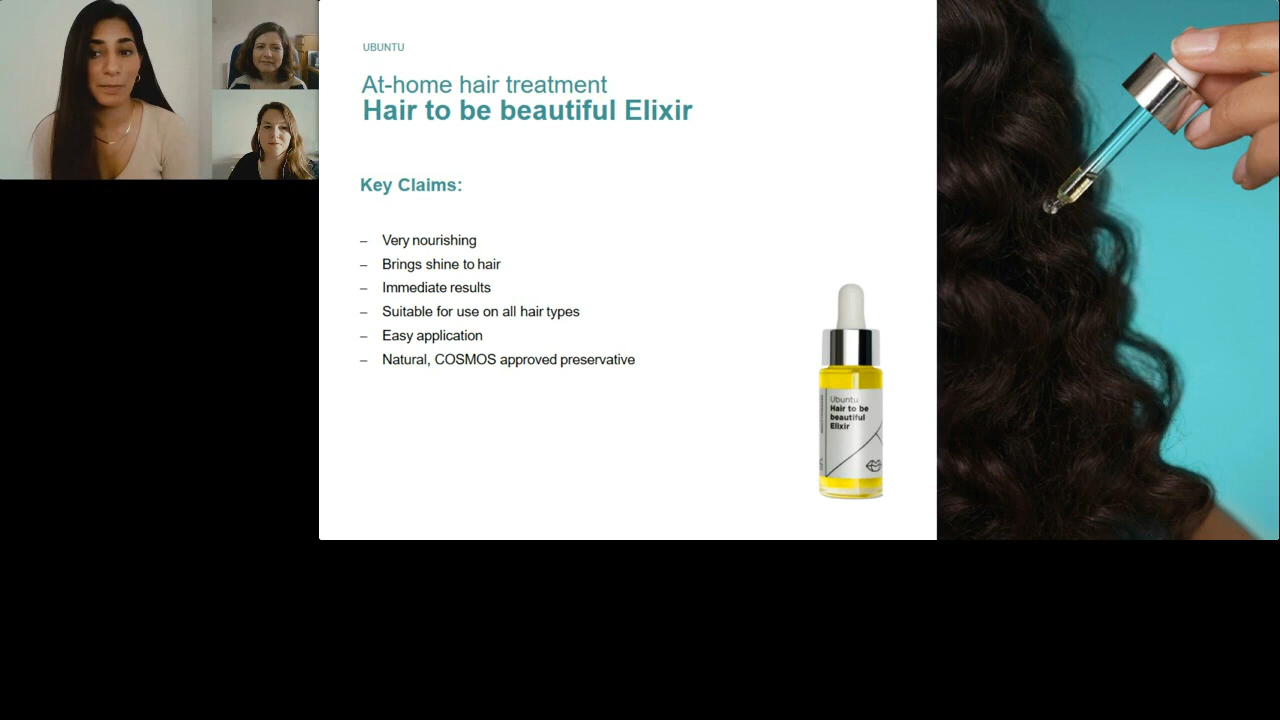 UBUNTU
At-home hair treatment
Hair to be beautiful Elixir
Key Claims:
– Very nourishing
– Brings shine to hair
– Immediate results
– Suitable for use on all hair types
– Easy application
– Natural, COSMOS approved preservative
Ubuntu
Hair to be
beautiful
Elixir